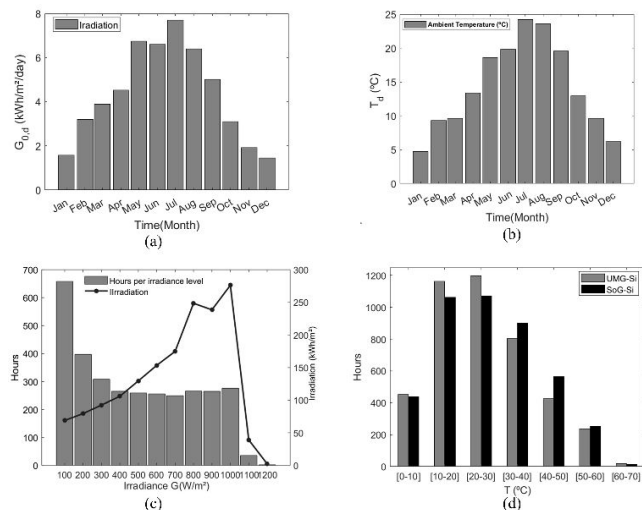 (a)
Irradiation
G0,d (kWh/m²/day)
8
6
4
2
0
Jan Feb Mar Apr May Jun Jul Aug Sep Oct Nov Dec
Time(Month)
(b)
Ambient Temperature (ºC)
Td (ºC)
25
20
15
10
5
0
Jan Feb Mar Apr May Jun Jul Aug Sep Oct Nov Dec
Time(Month)
(c)
Hours per irradiance level
IIrradiation
Hours
700
600
500
400
300
200
100
0
Irradiation (kWh/m²)
300
250
200
150
100
50
0
100 200 300 400 500 600 700 800 900 1000 1100 1200
Irradiance G(W/m²)
(d)
UMG-Si
SoG-Si
Hours
1200
1000
800
600
400
200
0
[0-10] [10-20] [20-30] [30-40] [40-50] [50-60] [60-70]
T (ºC)